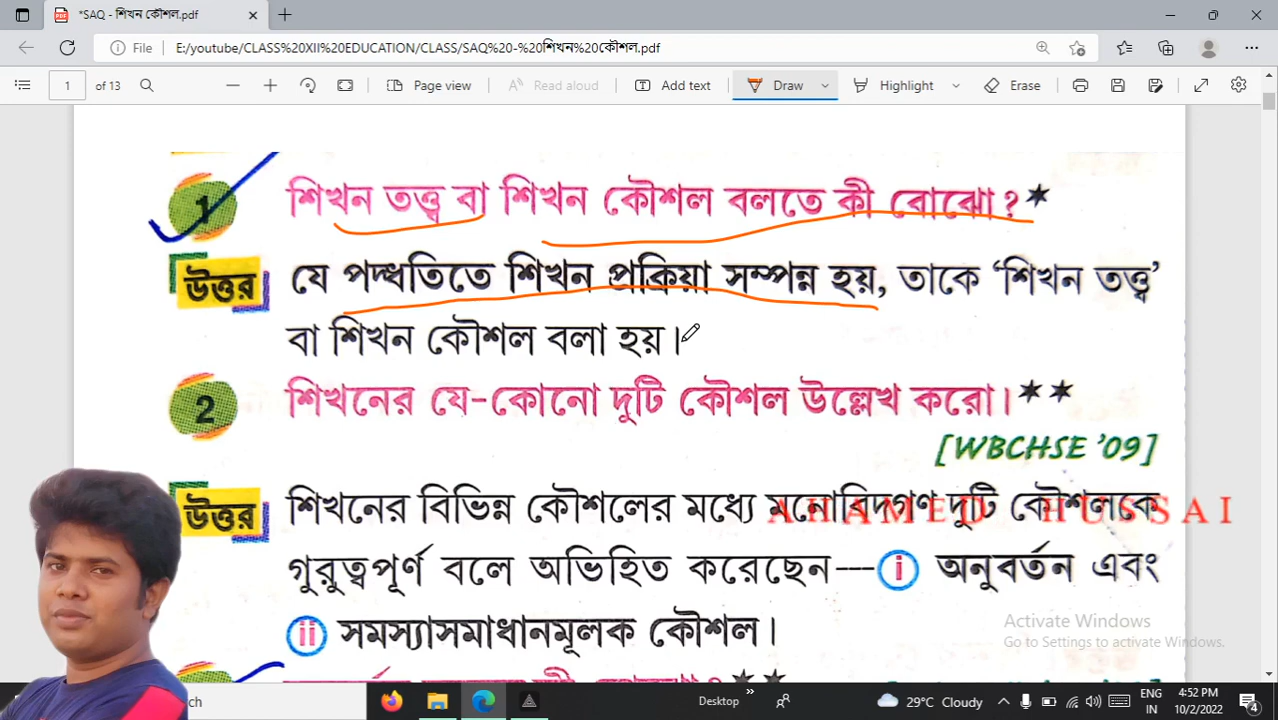 *SAQ - শিখন কৌশল.pdf
File E:/youtube/CLASS%20XII%20EDUCATION/CLASS/SAQ%20-%20শিখন%20কৌশল.pdf
1 of 13 Page view Read aloud Add text Draw Highlight Erase
1 শিখন তত্ত্ব বা শিখন কৌশল বলতে কী বোঝো? ★
উত্তর যে পদ্ধতিতে শিখন প্রক্রিয়া সম্পন্ন হয়, তাকে ‘শিখন তত্ত্ব’
বা শিখন কৌশল বলা হয়।
2 শিখনের যে-কোনো দুটি কৌশল উল্লেখ করো। ★★
[WBCHSE '09]
উত্তর শিখনের বিভিন্ন কৌশলের মধ্যে মনোবিদগণ দুটি কৌশলকে
AHAMED HUSSAI
গুরুত্বপূর্ণ বলে অভিহিত করেছেন---i অনুবর্তন এবং
ii সমস্যাসমাধানমূলক কৌশল।
Activate Windows
Go to Settings to activate Windows.
★★
rch Desktop 29°C Cloudy ENG IN 4:52 PM 10/2/2022 4